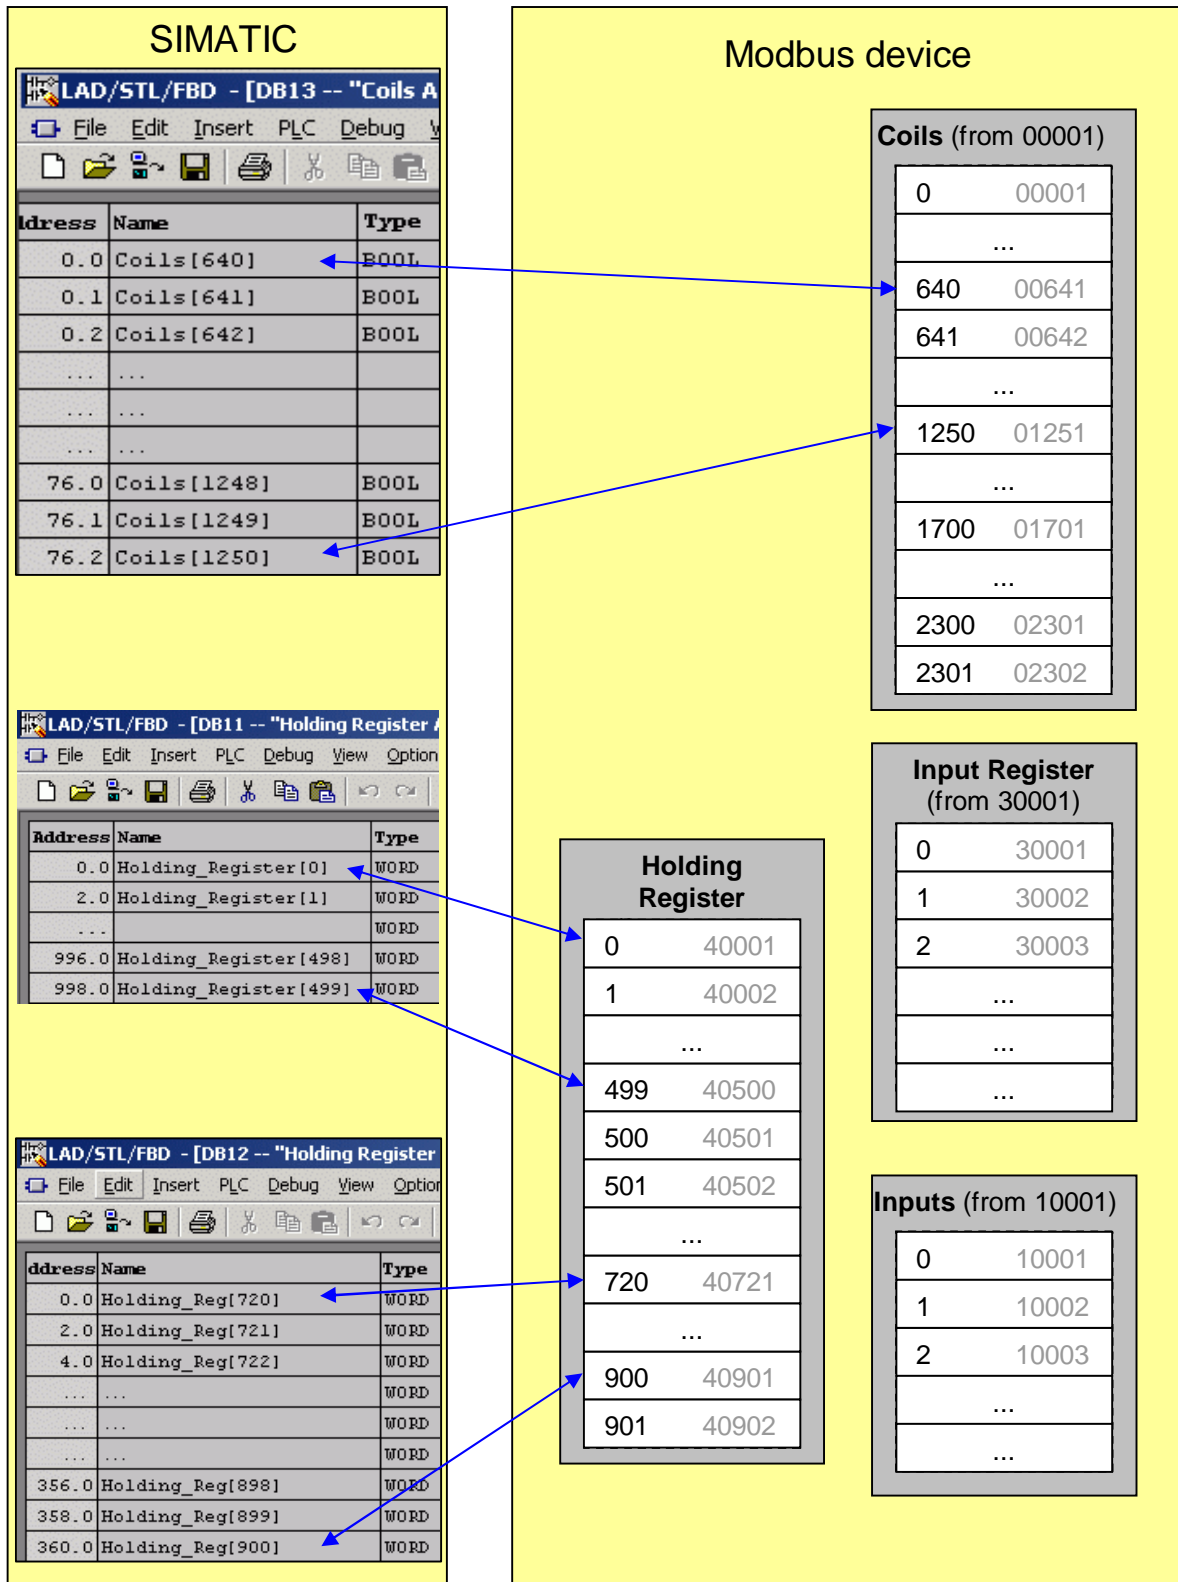 SIMATIC
LAD/STL/FBD - [DB13 -- "Coils A
File Edit Insert PLC Debug
ddress Name Type
0.0 Coils[640] BOOL
0.1 Coils[641] BOOL
0.2 Coils[642] BOOL
... ...
... ...
... ...
76.0 Coils[1248] BOOL
76.1 Coils[1249] BOOL
76.2 Coils[1250] BOOL
LAD/STL/FBD - [DB11 -- "Holding Register A
File Edit Insert PLC Debug View Option
Address Name Type
0.0 Holding_Register[0] WORD
2.0 Holding_Register[1] WORD
... WORD
996.0 Holding_Register[498] WORD
998.0 Holding_Register[499] WORD
LAD/STL/FBD - [DB12 -- "Holding Register
File Edit Insert PLC Debug View Option
ddress Name Type
0.0 Holding_Reg[720] WORD
2.0 Holding_Reg[721] WORD
4.0 Holding_Reg[722] WORD
... ... WORD
... ... WORD
... ... WORD
356.0 Holding_Reg[898] WORD
358.0 Holding_Reg[899] WORD
360.0 Holding_Reg[900] WORD
Modbus device
Coils (from 00001)
0 00001
...
640 00641
641 00642
...
1250 01251
...
1700 01701
...
2300 02301
2301 02302
Holding
Register
0 40001
1 40002
...
499 40500
500 40501
501 40502
...
720 40721
...
900 40901
901 40902
Input Register
(from 30001)
0 30001
1 30002
2 30003
...
...
...
Inputs (from 10001)
0 10001
1 10002
2 10003
...
...